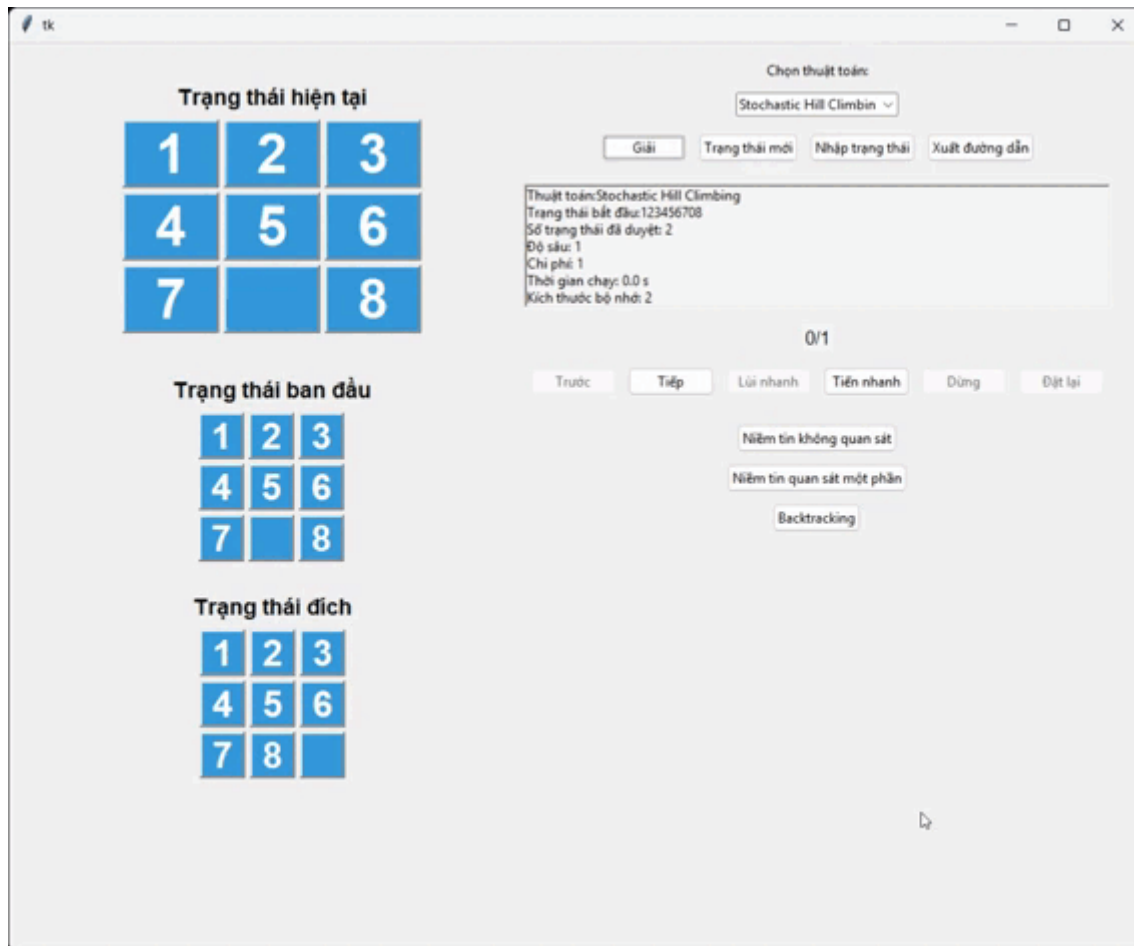 tk
Chọn thuật toán:
Stochastic Hill Climbin
Giải Trạng thái mới Nhập trạng thái Xuất đường dẫn
Thuật toán:Stochastic Hill Climbing
Trạng thái bắt đầu:123456708
Số trạng thái đã duyệt: 2
Độ sâu: 1
Chi phí: 1
Thời gian chạy: 0.0 s
Kích thước bộ nhớ: 2
0/1
Trước Tiếp Lùi nhanh Tiến nhanh Dừng Đặt lại
Niềm tin không quan sát
Niềm tin quan sát một phần
Backtracking
Trạng thái hiện tại
1 2 3
4 5 6
7 8
Trạng thái ban đầu
1 2 3
4 5 6
7 8
Trạng thái đích
1 2 3
4 5 6
7 8